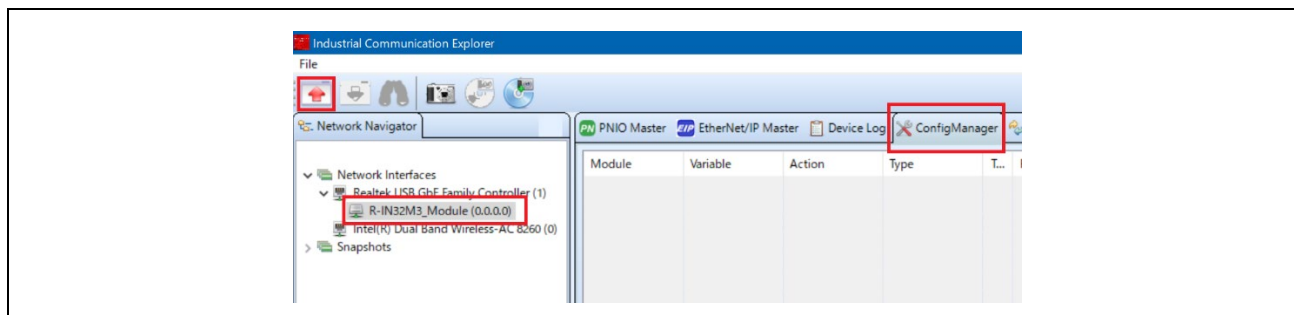 Industrial Communication Explorer
File
Network Navigator
PNIO Master EtherNet/IP Master Device Log ConfigManager
Module Variable Action Type T...
Network Interfaces
Realtek USB GbE Family Controller (1)
R-IN32M3_Module (0.0.0.0)
Intel(R) Dual Band Wireless-AC 8260 (0)
Snapshots